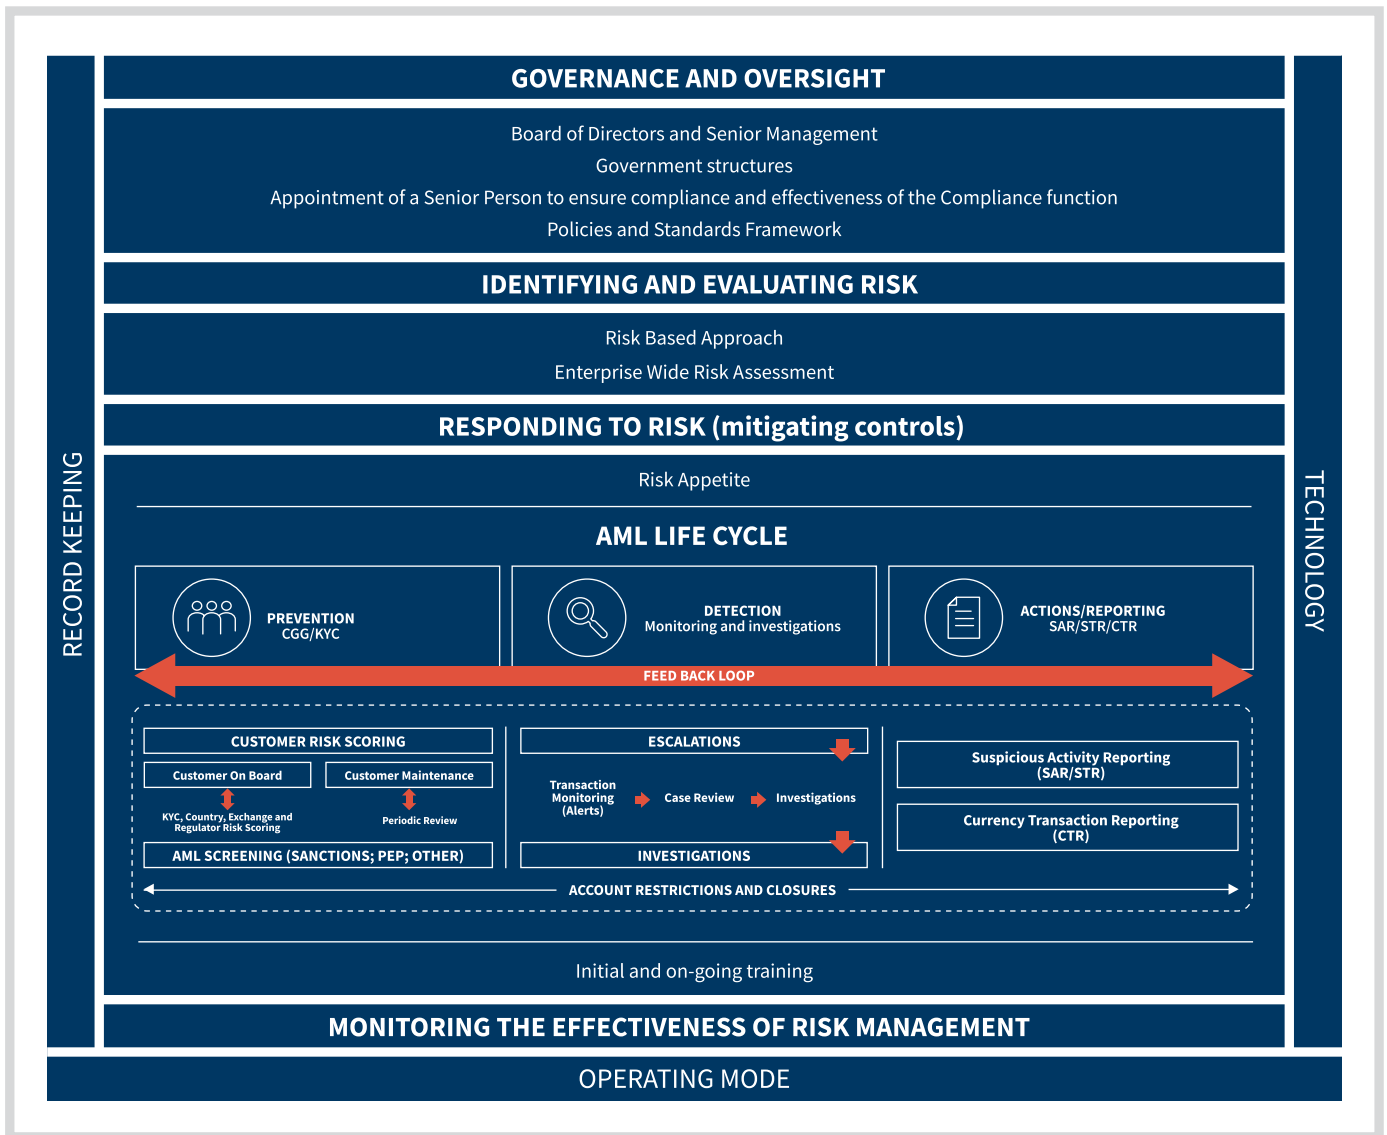 GOVERNANCE AND OVERSIGHT
Board of Directors and Senior Management
Government structures
Appointment of a Senior Person to ensure compliance and effectiveness of the Compliance function
Policies and Standards Framework
IDENTIFYING AND EVALUATING RISK
Risk Based Approach
Enterprise Wide Risk Assessment
RESPONDING TO RISK (mitigating controls)
RECORD KEEPING
TECHNOLOGY
Risk Appetite
AML LIFE CYCLE
PREVENTION
CGG/KYC
DETECTION
Monitoring and investigations
ACTIONS/REPORTING
SAR/STR/CTR
FEED BACK LOOP
CUSTOMER RISK SCORING
Customer On Board
Customer Maintenance
KYC, Country, Exchange and
Regulator Risk Scoring
Periodic Review
AML SCREENING (SANCTIONS; PEP; OTHER)
ESCALATIONS
Transaction
Monitoring
(Alerts)
Case Review
Investigations
INVESTIGATIONS
Suspicious Activity Reporting
(SAR/STR)
Currency Transaction Reporting
(CTR)
ACCOUNT RESTRICTIONS AND CLOSURES
Initial and on-going training
MONITORING THE EFFECTIVENESS OF RISK MANAGEMENT
OPERATING MODE